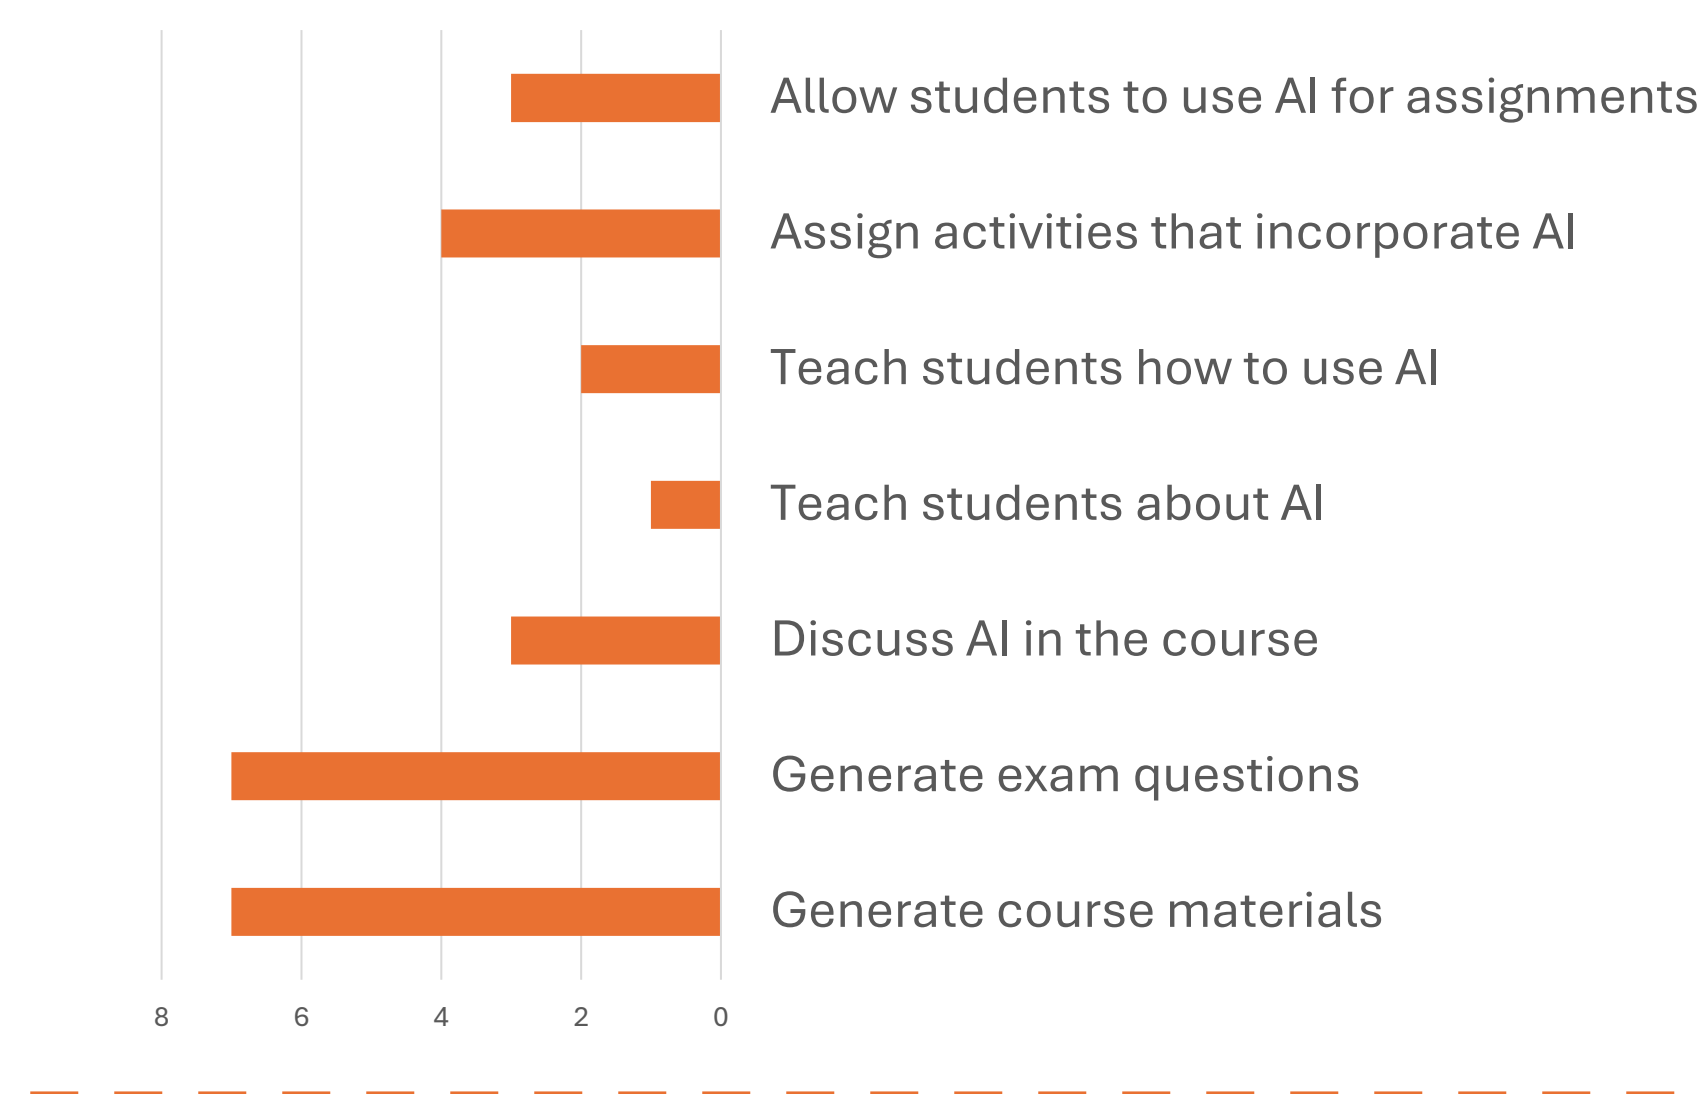 Allow students to use AI for assignments
Assign activities that incorporate AI
Teach students how to use AI
Teach students about AI
Discuss AI in the course
Generate exam questions
Generate course materials
8 6 4 2 0